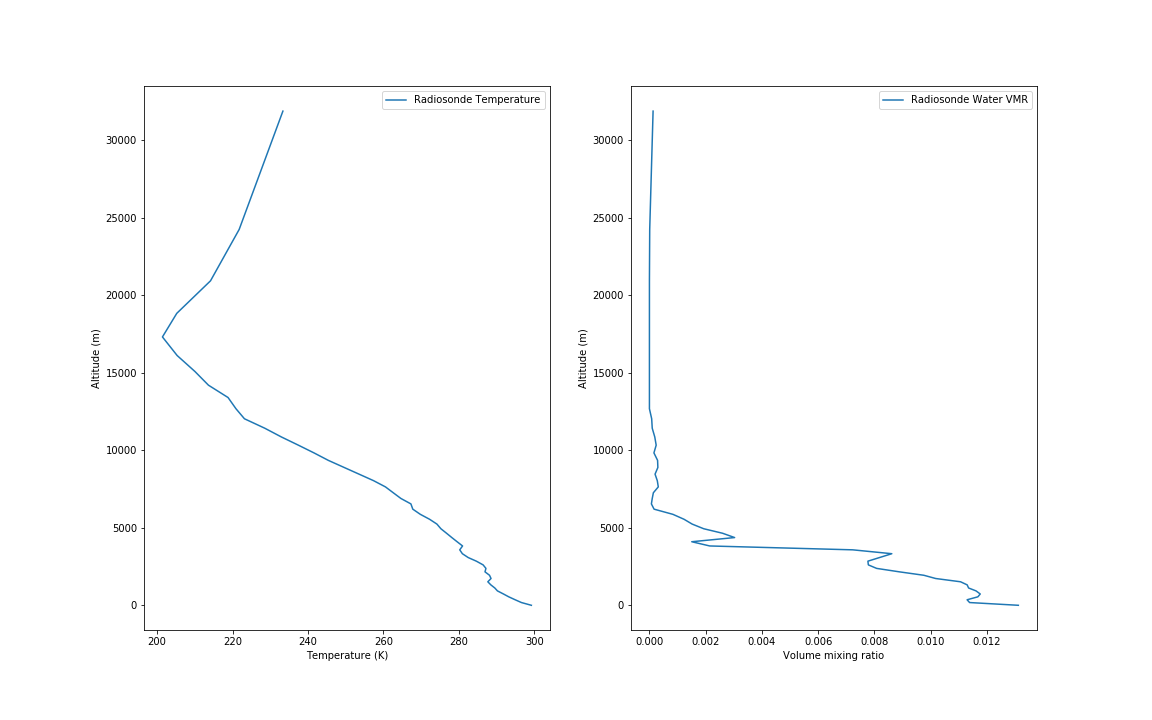 Radiosonde Temperature
30000
25000
20000
15000
10000
5000
0
Altitude (m)
200 220 240 260 280 300
Temperature (K)
Radiosonde Water VMR
30000
25000
20000
15000
10000
5000
0
Altitude (m)
0.000 0.002 0.004 0.006 0.008 0.010 0.012
Volume mixing ratio